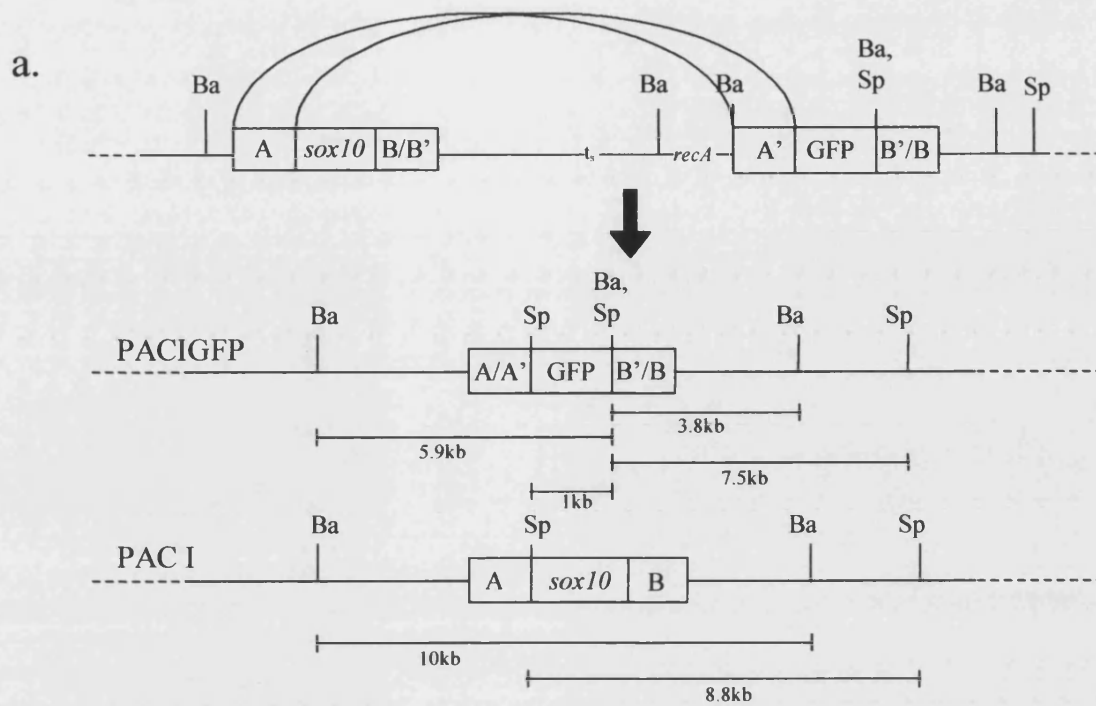 a.
Ba
Ba
Ba
Ba,
Sp
Ba
Sp
A
sox10
B/B'
ts
recA
A'
GFP
B'/B
PACIGFP
Ba
Sp
Ba,
Sp
Ba
Sp
A/A'
GFP
B'/B
3.8kb
5.9kb
7.5kb
1kb
PAC I
Ba
Sp
Ba
Sp
A
sox10
B
10kb
8.8kb